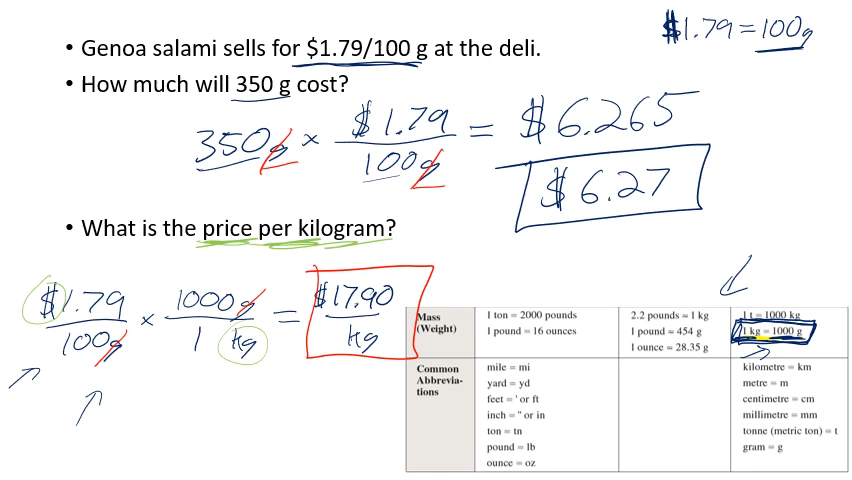 $1.79 = 100g
• Genoa salami sells for $1.79/100 g at the deli.
• How much will 350 g cost?
350g × $1.79 / 100g = $6.265
$6.27
• What is the price per kilogram?
$1.79 / 100g × 1000g / 1 kg = $17.90 / kg
Mass (Weight)
1 ton = 2000 pounds
1 pound = 16 ounces
2.2 pounds ≈ 1 kg
1 pound ≈ 454 g
1 ounce ≈ 28.35 g
1 t = 1000 kg
1 kg = 1000 g
Common
Abbrevia-
tions
mile = mi
yard = yd
feet = ' or ft
inch = " or in
ton = tn
pound = lb
ounce = oz
kilometre = km
metre = m
centimetre = cm
millimetre = mm
tonne (metric ton) = t
gram = g